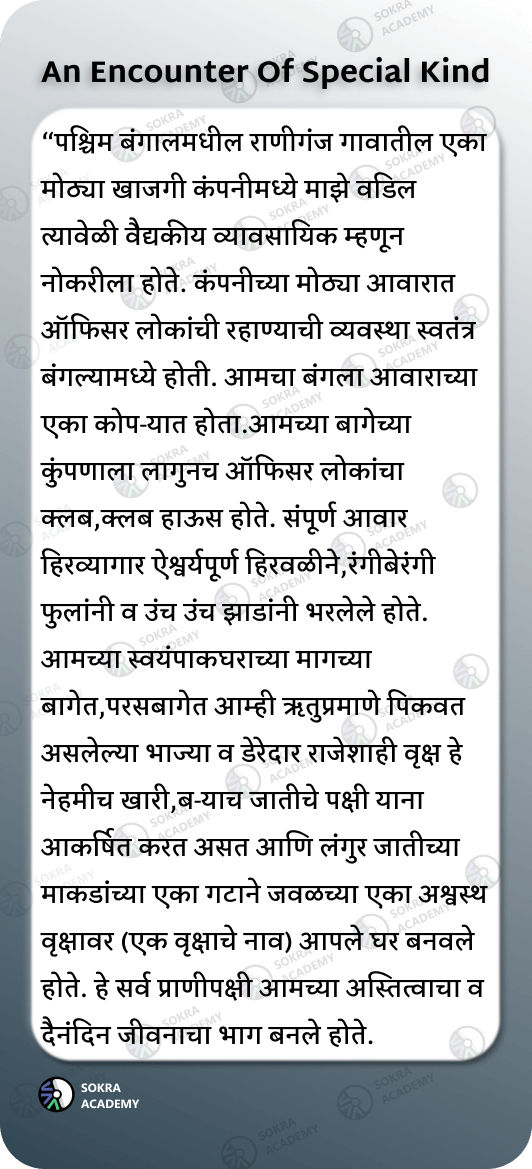 An Encounter Of Special Kind
“पश्चिम बंगालमधील राणीगंज गावातील एका
मोठ्या खाजगी कंपनीमध्ये माझे वडिल
त्यावेळी वैद्यकीय व्यावसायिक म्हणून
नोकरीला होते. कंपनीच्या मोठ्या आवारात
ऑफिसर लोकांची रहाण्याची व्यवस्था स्वतंत्र
बंगल्यामध्ये होती. आमचा बंगला आवाराच्या
एका कोप-यात होता.आमच्या बागेच्या
कुंपणाला लागुनच ऑफिसर लोकांचा
क्लब,क्लब हाऊस होते. संपूर्ण आवार
हिरव्यागार ऐश्वर्यपूर्ण हिरवळीने,रंगीबेरंगी
फुलांनी व उंच उंच झाडांनी भरलेले होते.
आमच्या स्वयंपाकघराच्या मागच्या
बागेत,परसबागेत आम्ही ऋतुप्रमाणे पिकवत
असलेल्या भाज्या व डेरेदार राजेशाही वृक्ष हे
नेहमीच खारी,ब-याच जातीचे पक्षी याना
आकर्षित करत असत आणि लंगुर जातीच्या
माकडांच्या एका गटाने जवळच्या एका अश्वस्थ
वृक्षावर (एक वृक्षाचे नाव) आपले घर बनवले
होते. हे सर्व प्राणीपक्षी आमच्या अस्तित्वाचा व
दैनंदिन जीवनाचा भाग बनले होते.
SOKRA
ACADEMY